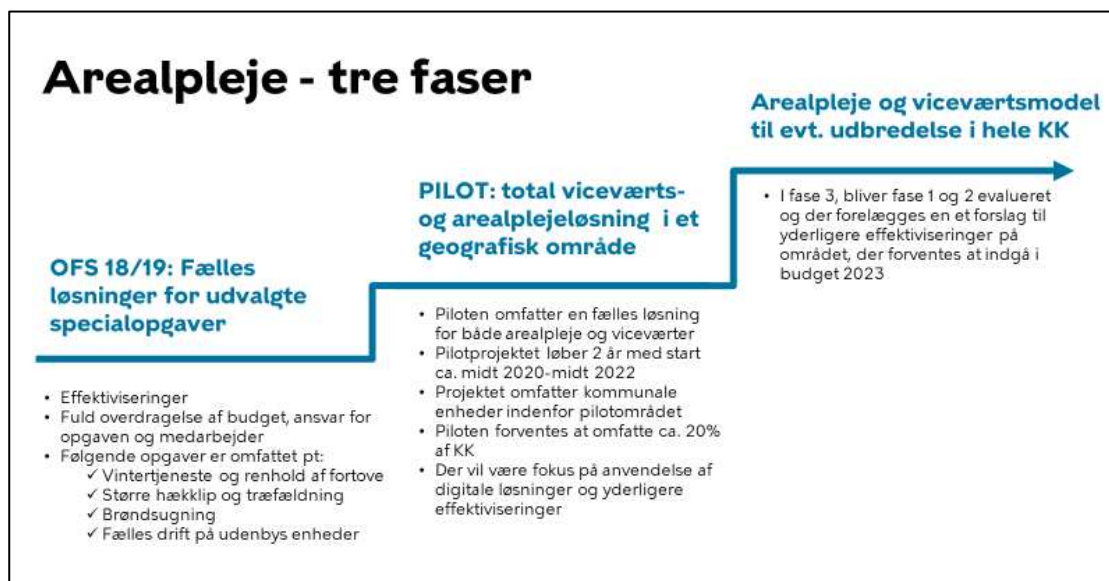 Arealpleje - tre faser
OFS 18/19: Fælles
løsninger for udvalgte
specialopgaver
• Effektiviseringer
• Fuld overdragelse af budget, ansvar for
opgaven og medarbejder
• Følgende opgaver er omfattet pt:
✓ Vintertjeneste og renhold af fortove
✓ Større hækklip og træfældning
✓ Brøndsugning
✓ Fælles drift på udenbys enheder
PILOT: total viceværts-
og arealplejeløsning i et
geografisk område
• Piloten omfatter en fælles løsning
for både arealpleje og viceværter
• Pilotprojektet løber 2 år med start
ca. midt 2020-midt 2022
• Projektet omfatter kommunale
enheder indenfor pilotområdet
• Piloten forventes at omfatte ca. 20%
af KK
• Der vil være fokus på anvendelse af
digitale løsninger og yderligere
effektiviseringer
Arealpleje og viceværtsmodel
til evt. udbredelse i hele KK
• I fase 3, bliver fase 1 og 2 evalueret
og der forelægges en et forslag til
yderligere effektiviseringer på
området, der forventes at indgå i
budget 2023